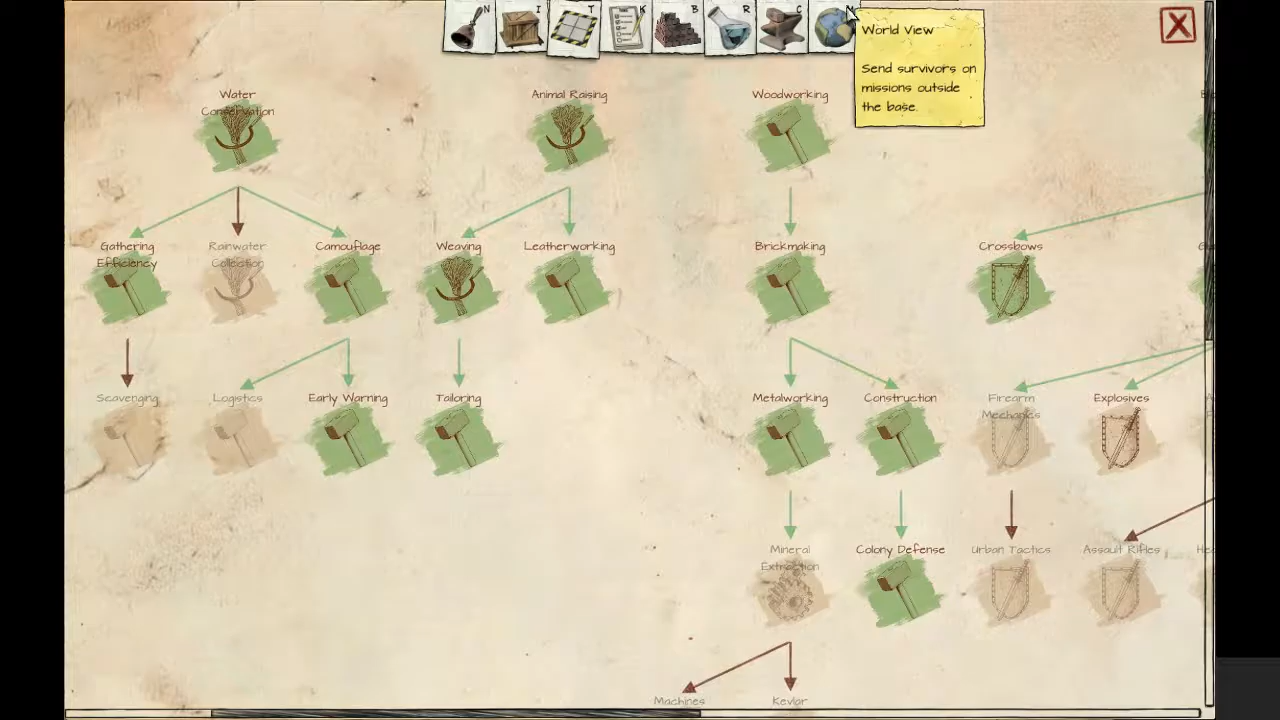 N
I
T
K
B
R
C
World View
Send survivors on
missions outside
the base.
Water
Conservation
Animal Raising
Woodworking
Gathering
Efficiency
Rainwater
Collection
Camouflage
Weaving
Leatherworking
Brickmaking
Crossbows
Scavenging
Logistics
Early Warning
Tailoring
Metalworking
Construction
Firearm
Mechanics
Explosives
Mineral
Extraction
Colony Defense
Urban Tactics
Assault Rifles
Machines
Kevlar